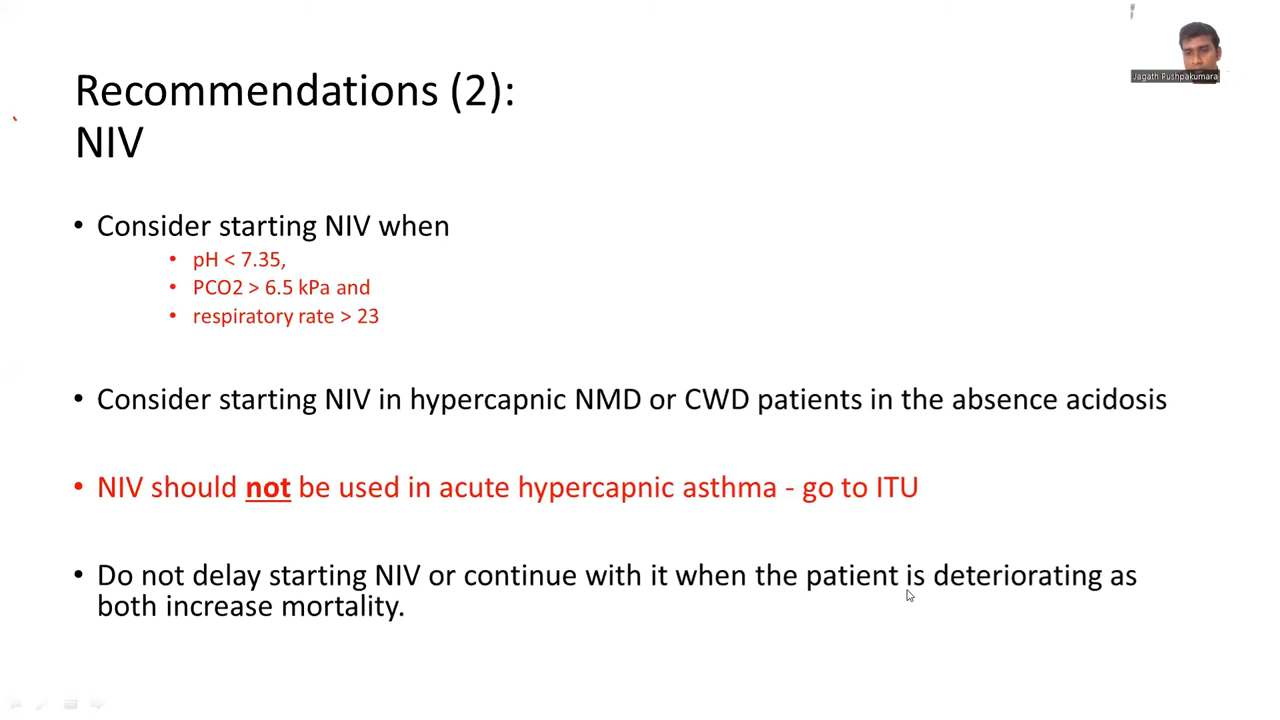 Jagath Pushpakumara
Recommendations (2):
NIV
• Consider starting NIV when
• pH < 7.35,
• PCO2 > 6.5 kPa and
• respiratory rate > 23
• Consider starting NIV in hypercapnic NMD or CWD patients in the absence acidosis
• NIV should not be used in acute hypercapnic asthma - go to ITU
• Do not delay starting NIV or continue with it when the patient is deteriorating as
both increase mortality.